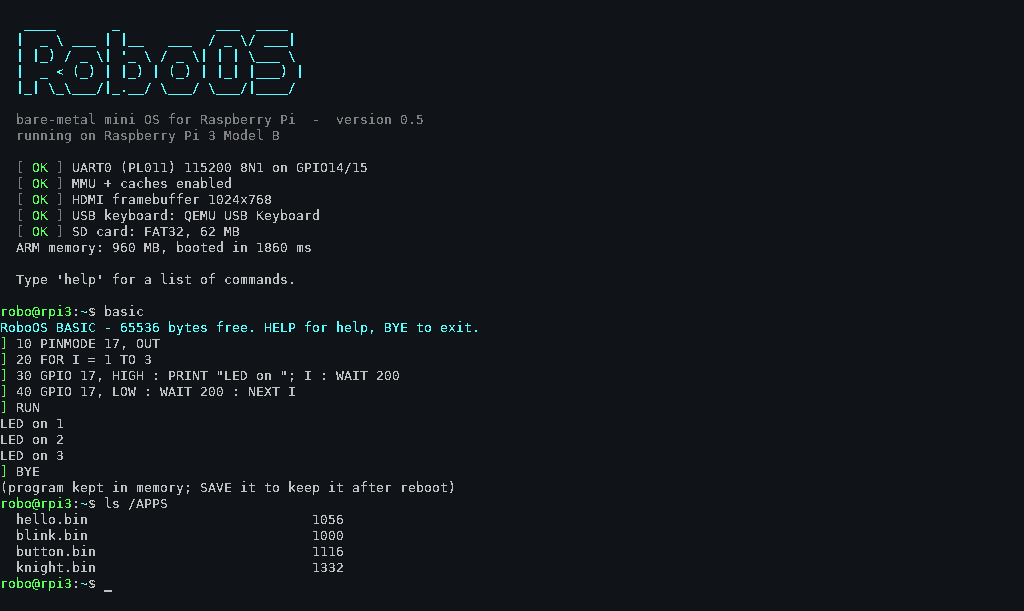 RoboOS
bare-metal mini OS for Raspberry Pi  -  version 0.5
running on Raspberry Pi 3 Model B
[ OK ] UART0 (PL011) 115200 8N1 on GPIO14/15
[ OK ] MMU + caches enabled
[ OK ] HDMI framebuffer 1024x768
[ OK ] USB keyboard: QEMU USB Keyboard
[ OK ] SD card: FAT32, 62 MB
ARM memory: 960 MB, booted in 1860 ms
Type 'help' for a list of commands.
robo@rpi3:~$ basic
RoboOS BASIC - 65536 bytes free. HELP for help, BYE to exit.
] 10 PINMODE 17, OUT
] 20 FOR I = 1 TO 3
] 30 GPIO 17, HIGH : PRINT "LED on "; I : WAIT 200
] 40 GPIO 17, LOW : WAIT 200 : NEXT I
] RUN
LED on 1
LED on 2
LED on 3
] BYE
(program kept in memory; SAVE it to keep it after reboot)
robo@rpi3:~$ ls /APPS
hello.bin 1056
blink.bin 1000
button.bin 1116
knight.bin 1332
robo@rpi3:~$ _